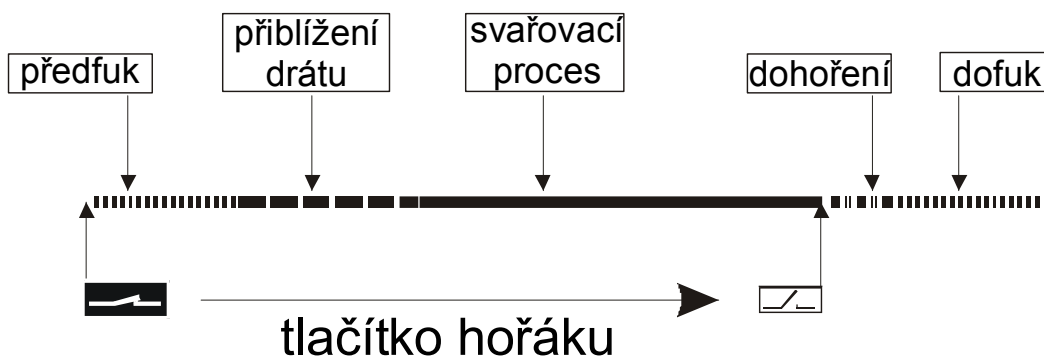 předfuk
přiblížení
drátu
svařovací
proces
dohoření
dofuk
tlačítko hořáku